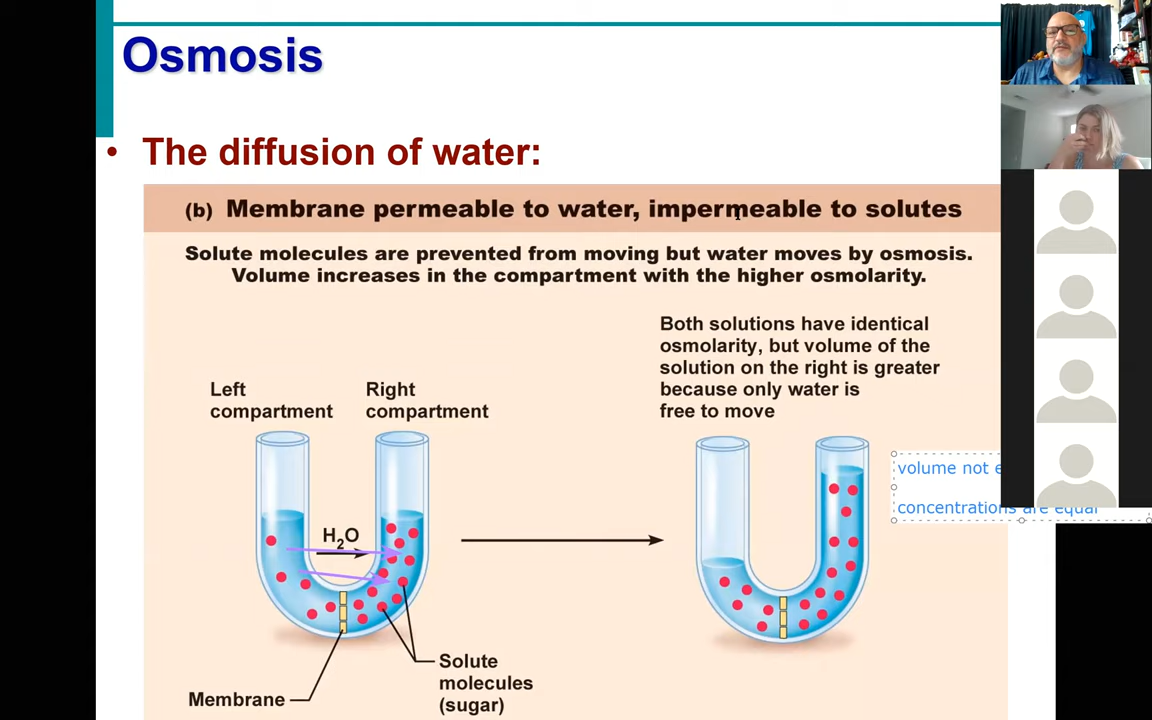 Osmosis
• The diffusion of water:
(b) Membrane permeable to water, impermeable to solutes
Solute molecules are prevented from moving but water moves by osmosis.
Volume increases in the compartment with the higher osmolarity.
Both solutions have identical
osmolarity, but volume of the
solution on the right is greater
because only water is
free to move
Left
compartment
Right
compartment
volume not
concentrations are equal
H2O
Solute
molecules
(sugar)
Membrane